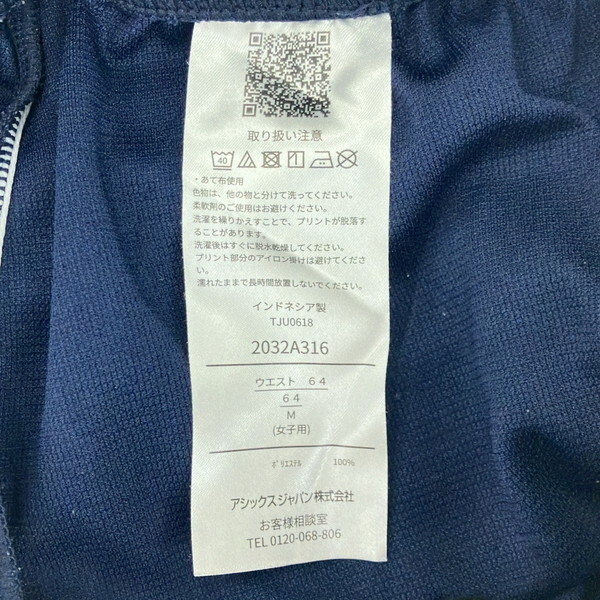 取り扱い注意
40
・あて布使用
色物は、他の物と分けて洗ってください。
柔軟剤のご使用はお避けください。
洗濯を繰りかえすことで、プリントが脱落す
ることがあります。
洗濯後はすぐに脱水乾燥してください。
プリント部分のアイロン掛けは避けてくださ
い。
濡れたままで長時間放置しないでください。
インドネシア製
TJU0618
2032A316
ウエスト 64
64
M
(女子用)
ポリエステル 100%
アシックスジャパン株式会社
お客様相談室
TEL 0120-068-806